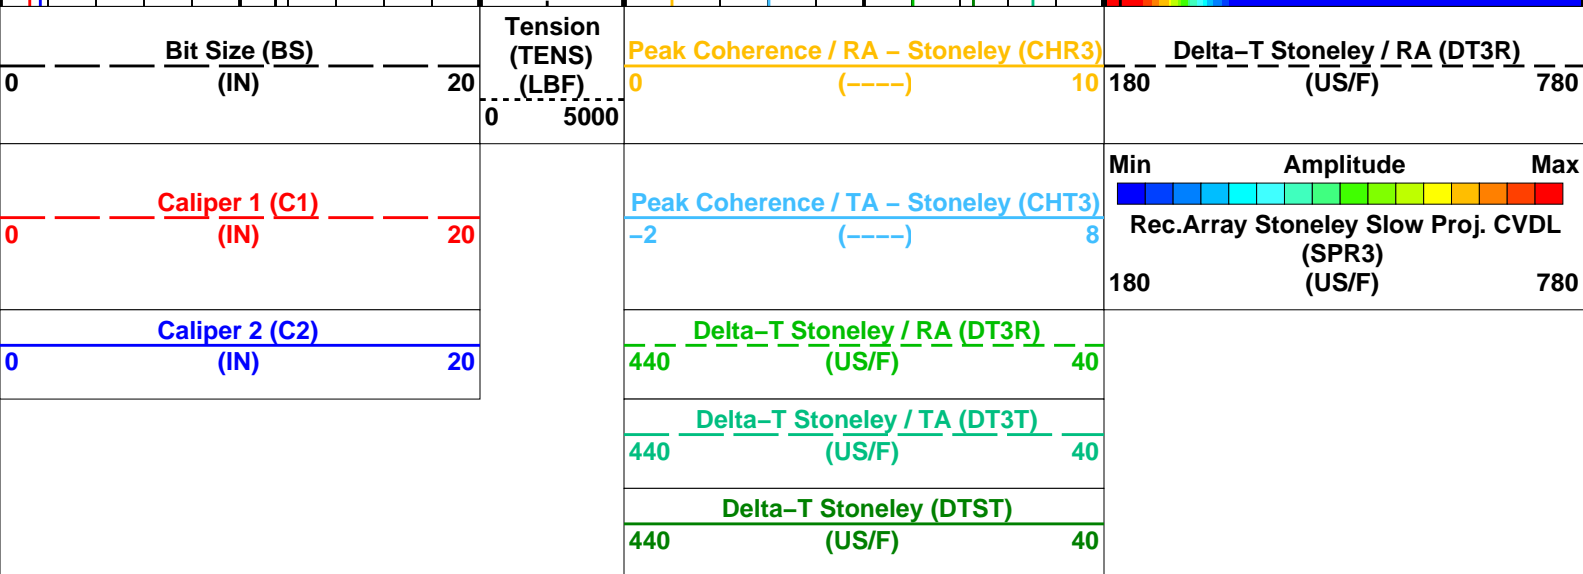 Bit Size (BS)
0 (IN) 20
Tension
(TENS)
(LBF)
0 5000
Peak Coherence / RA – Stoneley (CHR3)
0 (––––) 10
Delta–T Stoneley / RA (DT3R)
180 (US/F) 780
Caliper 1 (C1)
0 (IN) 20
Peak Coherence / TA – Stoneley (CHT3)
–2 (––––) 8
Min Amplitude Max
Rec.Array Stoneley Slow Proj. CVDL
(SPR3)
180 (US/F) 780
Caliper 2 (C2)
0 (IN) 20
Delta–T Stoneley / RA (DT3R)
440 (US/F) 40
Delta–T Stoneley / TA (DT3T)
440 (US/F) 40
Delta–T Stoneley (DTST)
440 (US/F) 40